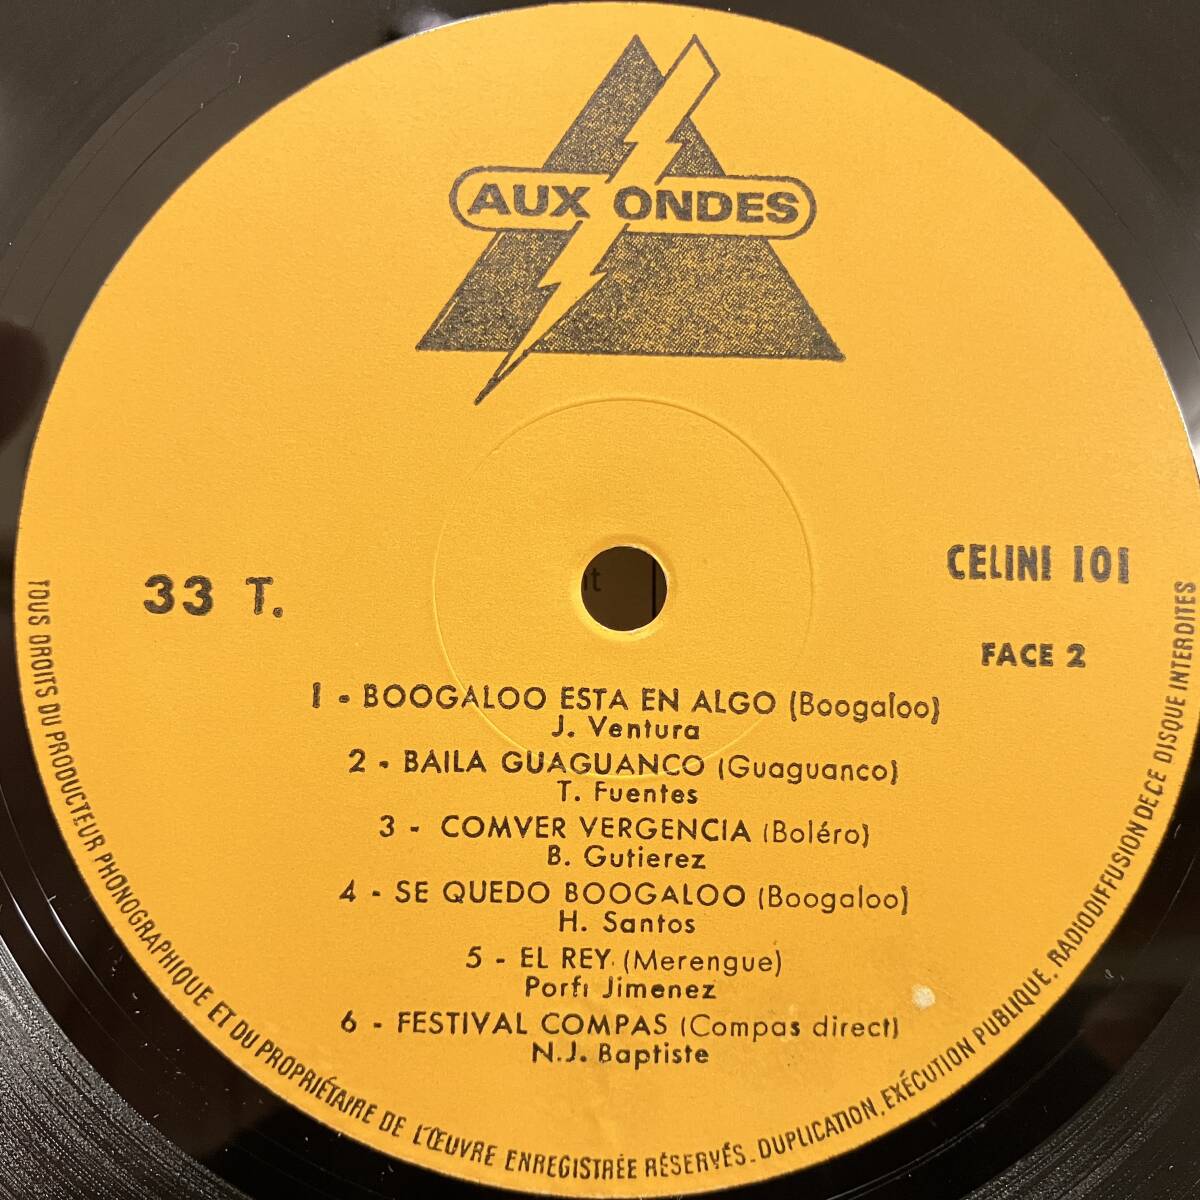 AUX ONDES
CELINI 101
33 T.
FACE 2
1 - BOOGALOO ESTA EN ALGO (Boogaloo)
J. Ventura
2 - BAILA GUAGUANCO (Guaguanco)
T. Fuentes
3 - COMVER VERGENCIA (Boléro)
B. Gutierez
4 - SE QUEDO BOOGALOO (Boogaloo)
H. Santos
5 - EL REY (Merengue)
Porfi Jimenez
6 - FESTIVAL COMPAS (Compas direct)
N.J. Baptiste
TOUS DROITS DU PRODUCTEUR PHONOGRAPHIQUE ET DU PROPRIÉTAIRE DE L'ŒUVRE ENREGISTRÉE RÉSERVÉS. DUPLICATION, EXÉCUTION PUBLIQUE, RADIODIFFUSION DE CE DISQUE INTERDITES